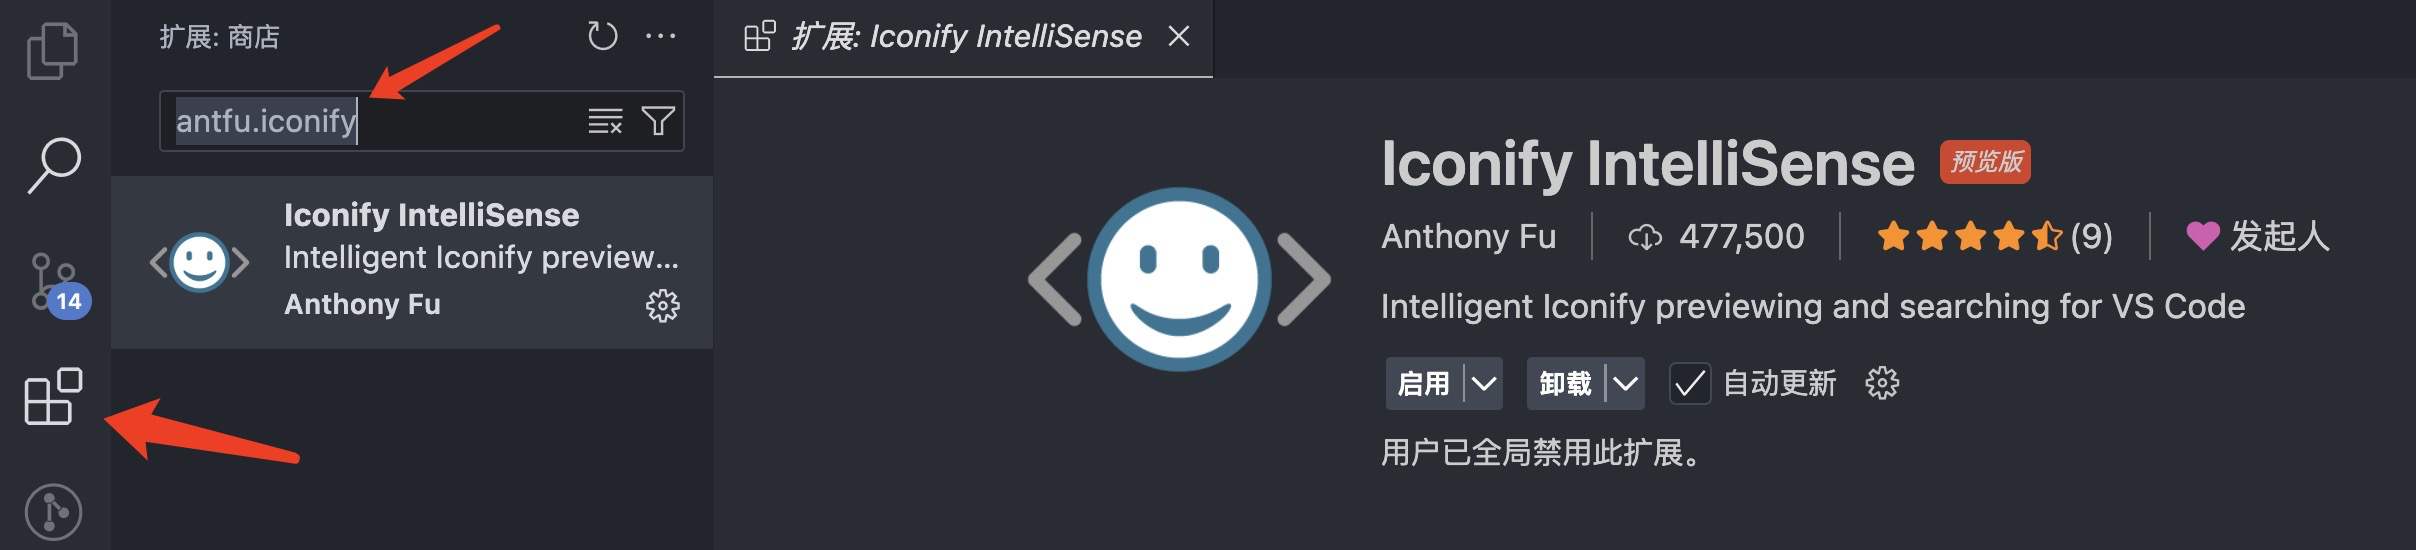 扩展: 商店
antfu.iconify
Iconify IntelliSense
Intelligent Iconify preview...
Anthony Fu
14
扩展: Iconify IntelliSense
Iconify IntelliSense 预览版
Anthony Fu 477,500 (9) 发起人
Intelligent Iconify previewing and searching for VS Code
启用 卸载 自动更新
用户已全局禁用此扩展。